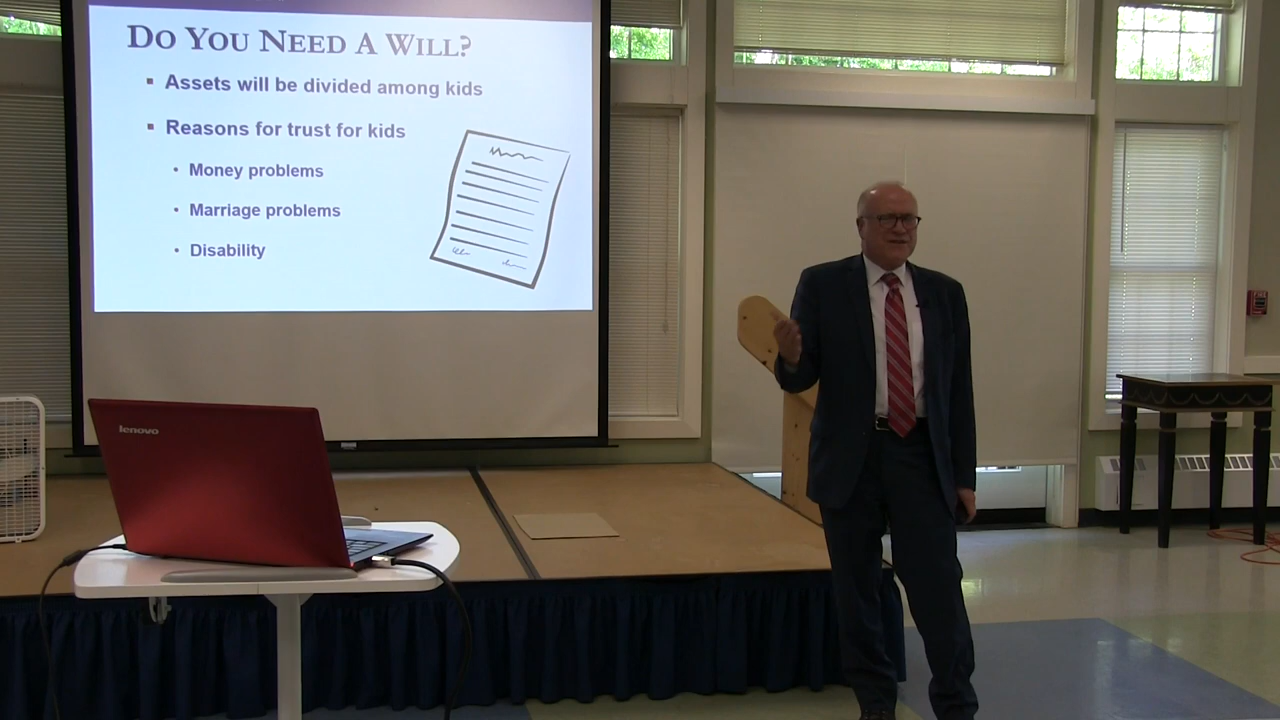 DO YOU NEED A WILL?
Assets will be divided among kids
Reasons for trust for kids
Money problems
Marriage problems
Disability
lenovo